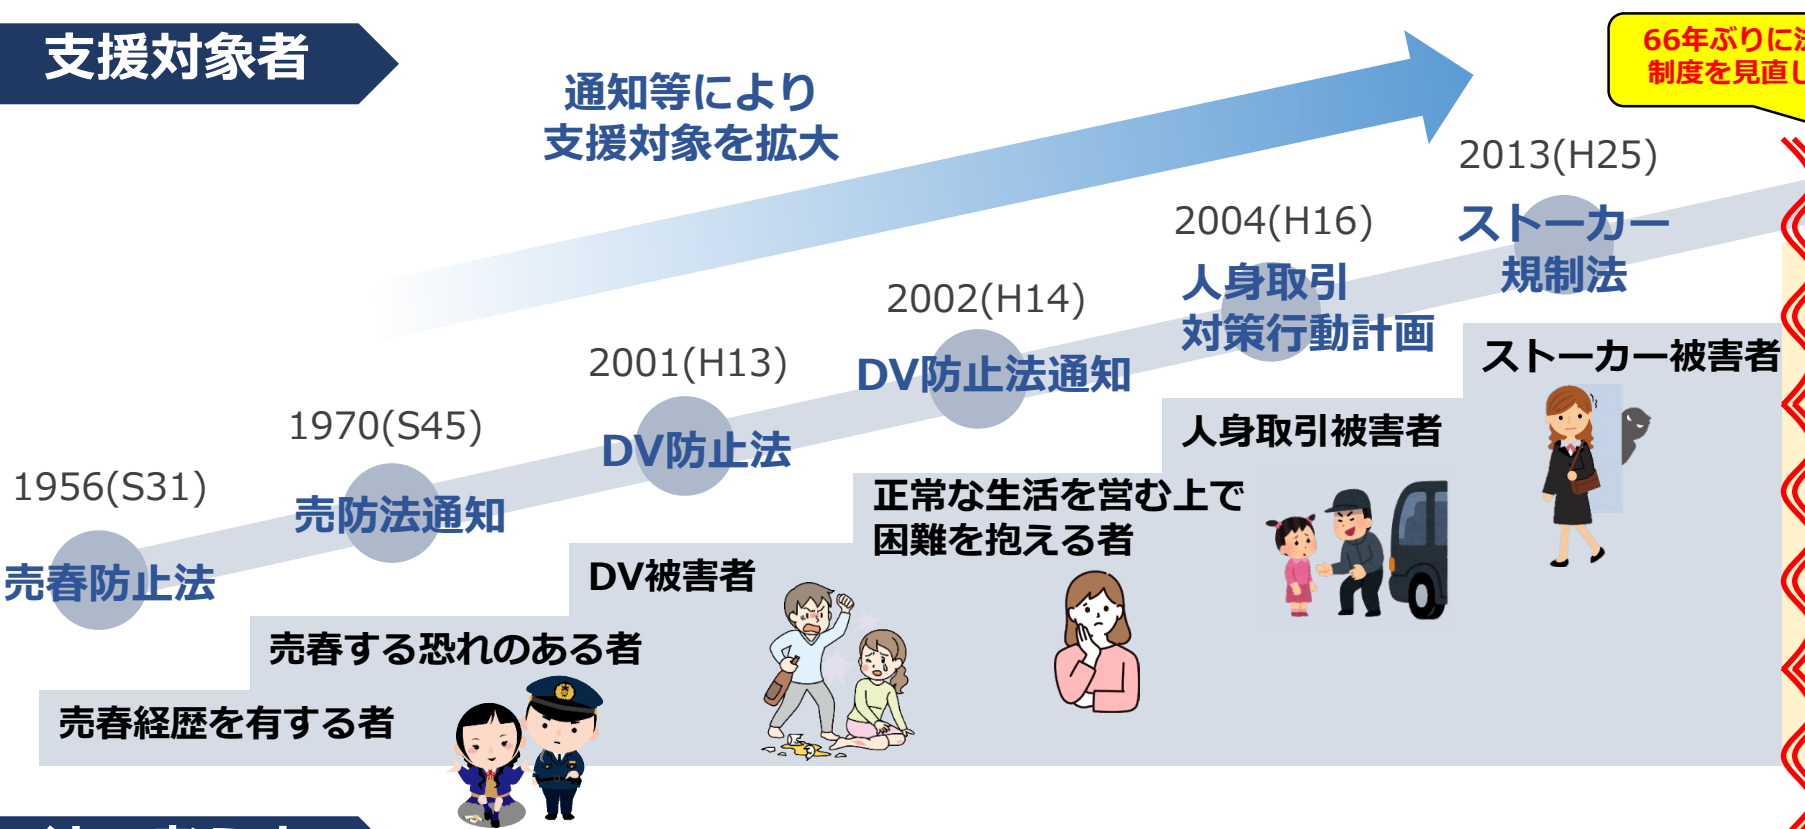 支援対象者
通知等により
支援対象を拡大
66年ぶりに
制度を見直し
2013(H25)
ストーカー
規制法
2004(H16)
人身取引
対策行動計画
2002(H14)
DV防止法通知
2001(H13)
DV防止法
1970(S45)
売防法通知
1956(S31)
売春防止法
ストーカー被害者
人身取引被害者
正常な生活を営む上で
困難を抱える者
DV被害者
売春する恐れのある者
売春経歴を有する者